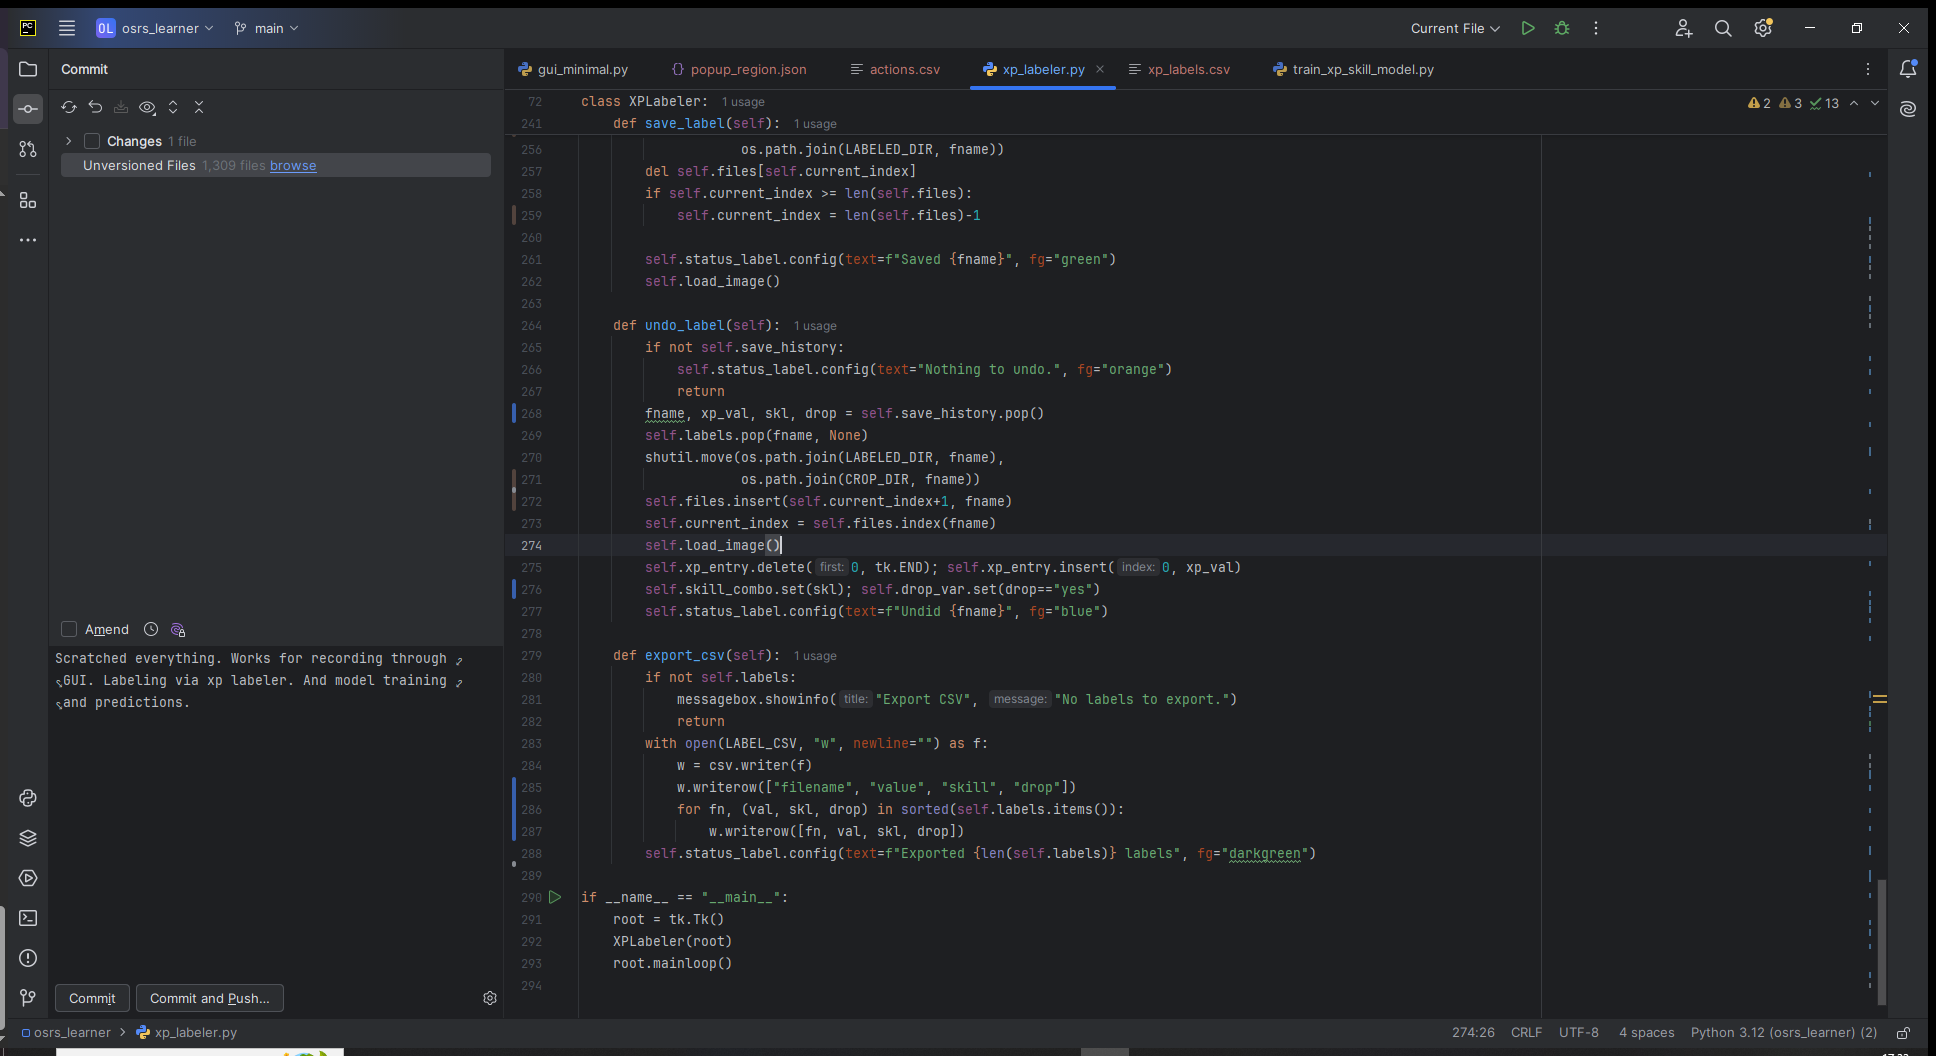 PC
OL osrs_learner
main
Current File
Commit
Changes 1 file
Unversioned Files 1,309 files browse
Amend
Scratched everything. Works for recording through
GUI. Labeling via xp labeler. And model training
and predictions.
Commit
Commit and Push...
gui_minimal.py
popup_region.json
actions.csv
xp_labeler.py
xp_labels.csv
train_xp_skill_model.py
2 3 13
72 class XPLabeler: 1 usage
241 def save_label(self): 1 usage
256 os.path.join(LABELED_DIR, fname))
257 del self.files[self.current_index]
258 if self.current_index >= len(self.files):
259 self.current_index = len(self.files)-1
260
261 self.status_label.config(text=f"Saved {fname}", fg="green")
262 self.load_image()
263
264 def undo_label(self): 1 usage
265 if not self.save_history:
266 self.status_label.config(text="Nothing to undo.", fg="orange")
267 return
268 fname, xp_val, skl, drop = self.save_history.pop()
269 self.labels.pop(fname, None)
270 shutil.move(os.path.join(LABELED_DIR, fname),
271 os.path.join(CROP_DIR, fname))
272 self.files.insert(self.current_index+1, fname)
273 self.current_index = self.files.index(fname)
274 self.load_image()
275 self.xp_entry.delete( first: 0, tk.END); self.xp_entry.insert( index: 0, xp_val)
276 self.skill_combo.set(skl); self.drop_var.set(drop=="yes")
277 self.status_label.config(text=f"Undid {fname}", fg="blue")
278
279 def export_csv(self): 1 usage
280 if not self.labels:
281 messagebox.showinfo( title: "Export CSV", message: "No labels to export.")
282 return
283 with open(LABEL_CSV, "w", newline="") as f:
284 w = csv.writer(f)
285 w.writerow(["filename", "value", "skill", "drop"])
286 for fn, (val, skl, drop) in sorted(self.labels.items()):
287 w.writerow([fn, val, skl, drop])
288 self.status_label.config(text=f"Exported {len(self.labels)} labels", fg="darkgreen")
289
290 if __name__ == "__main__":
291 root = tk.Tk()
292 XPLabeler(root)
293 root.mainloop()
294
osrs_learner > xp_labeler.py
274:26 CRLF UTF-8 4 spaces Python 3.12 (osrs_learner) (2)